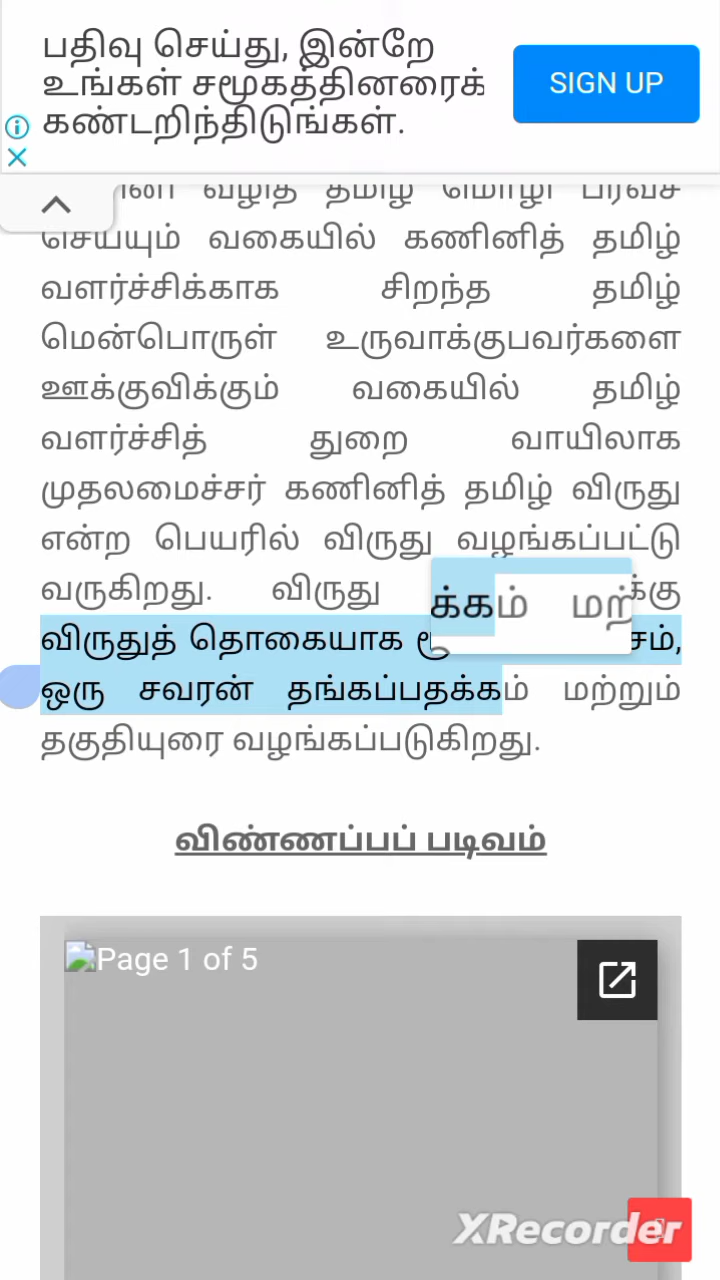 பதிவு செய்து, இன்றே
உங்கள் சமூகத்தினரைக்
கண்டறிந்திடுங்கள்.
SIGN UP
வழித் தமிழ் மொழி
செய்யும் வகையில் கணினித் தமிழ்
வளர்ச்சிக்காக சிறந்த தமிழ்
மென்பொருள் உருவாக்குபவர்களை
ஊக்குவிக்கும் வகையில் தமிழ்
வளர்ச்சித் துறை வாயிலாக
முதலமைச்சர் கணினித் தமிழ் விருது
என்ற பெயரில் விருது வழங்கப்பட்டு
வருகிறது. விருது
க்கம் மற்
விருதுத் தொகையாக
ஒரு சவரன் தங்கப்பதக்கம் மற்றும்
தகுதியுரை வழங்கப்படுகிறது.
விண்ணப்பப் படிவம்
Page 1 of 5
XRecorder